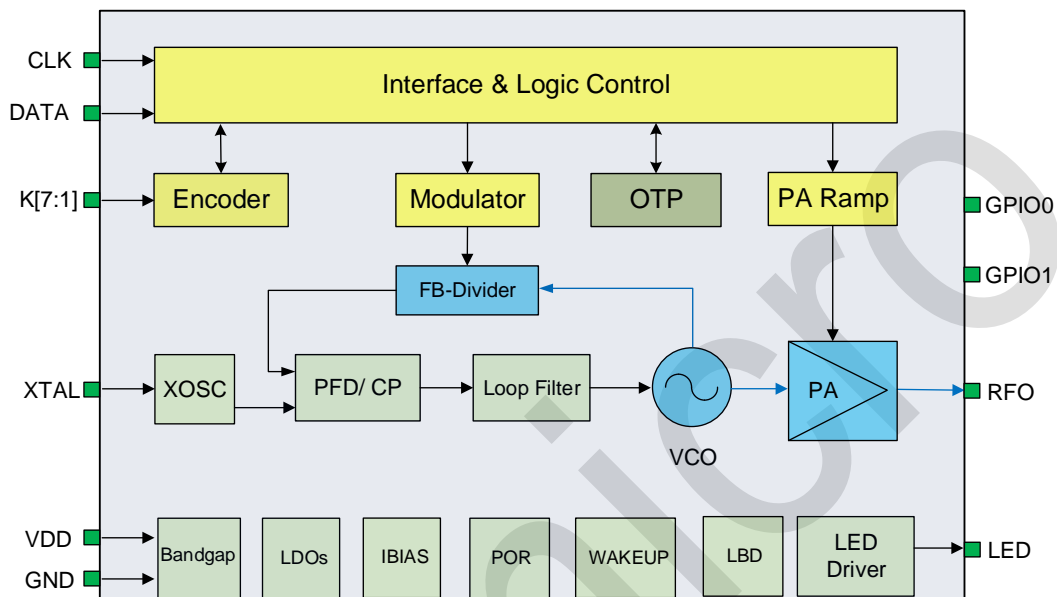 CLK
DATA
K[7:1]
XTAL
VDD
GND
Interface & Logic Control
Encoder
Modulator
OTP
PA Ramp
FB-Divider
XOSC
PFD/ CP
Loop Filter
VCO
PA
Bandgap
LDOs
IBIAS
POR
WAKEUP
LBD
LED
Driver
GPIO0
GPIO1
RFO
LED
micro